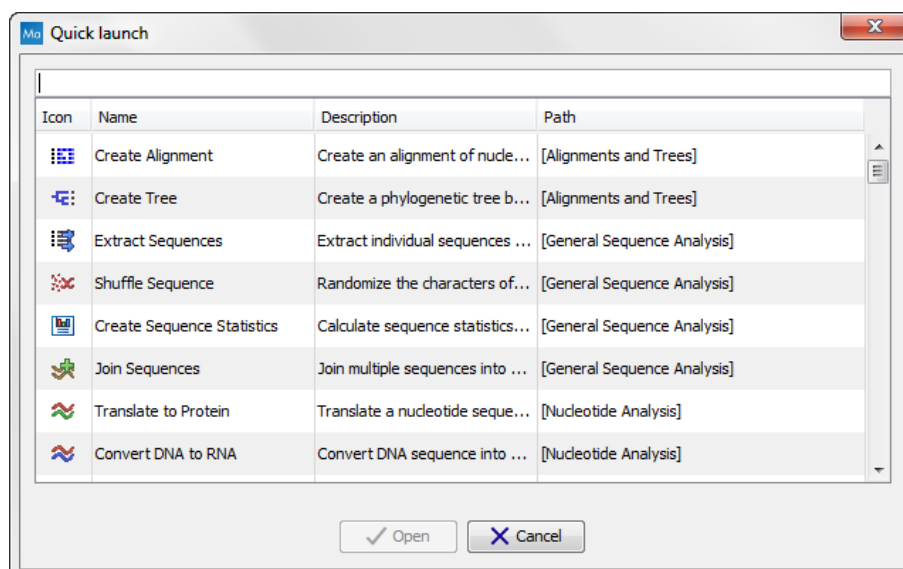 Ma Quick launch
Icon Name Description Path
Create Alignment Create an alignment of nucle... [Alignments and Trees]
Create Tree Create a phylogenetic tree b... [Alignments and Trees]
Extract Sequences Extract individual sequences ... [General Sequence Analysis]
Shuffle Sequence Randomize the characters of... [General Sequence Analysis]
Create Sequence Statistics Calculate sequence statistics... [General Sequence Analysis]
Join Sequences Join multiple sequences into ... [General Sequence Analysis]
Translate to Protein Translate a nucleotide seque... [Nucleotide Analysis]
Convert DNA to RNA Convert DNA sequence into ... [Nucleotide Analysis]
Open Cancel